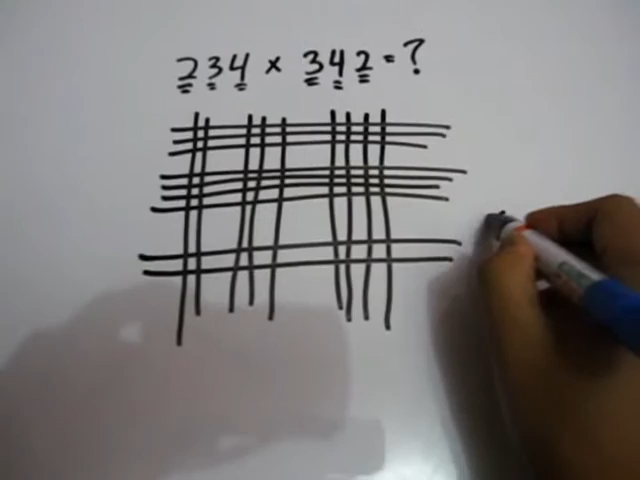 234 x 342 = ?